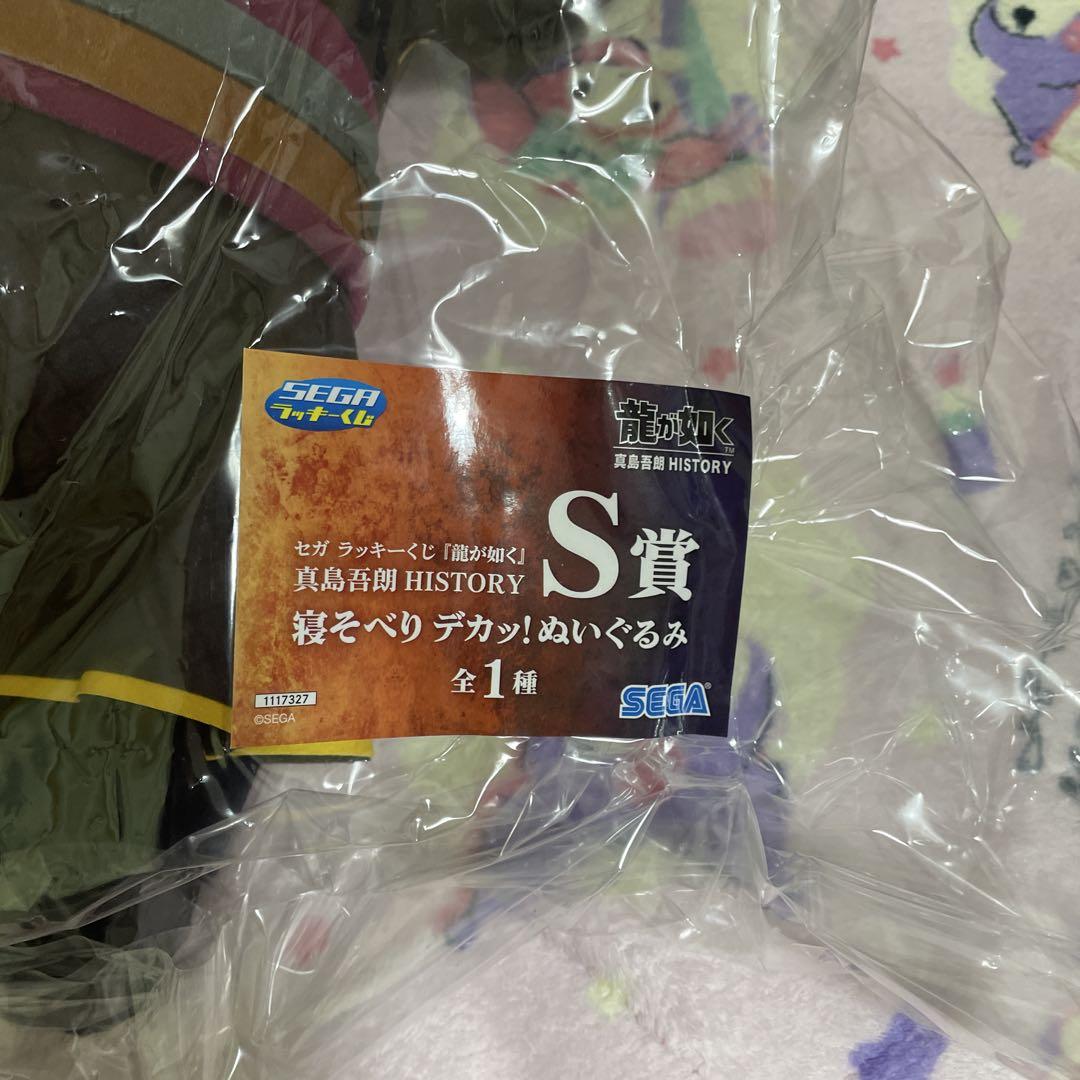 SEGA
ラッキーくじ
龍が如く™
真島吾朗 HISTORY
セガ ラッキーくじ『龍が如く』
真島吾朗 HISTORY
S賞
寝そべり デカッ!ぬいぐるみ
全1種
1117327
©SEGA
SEGA®